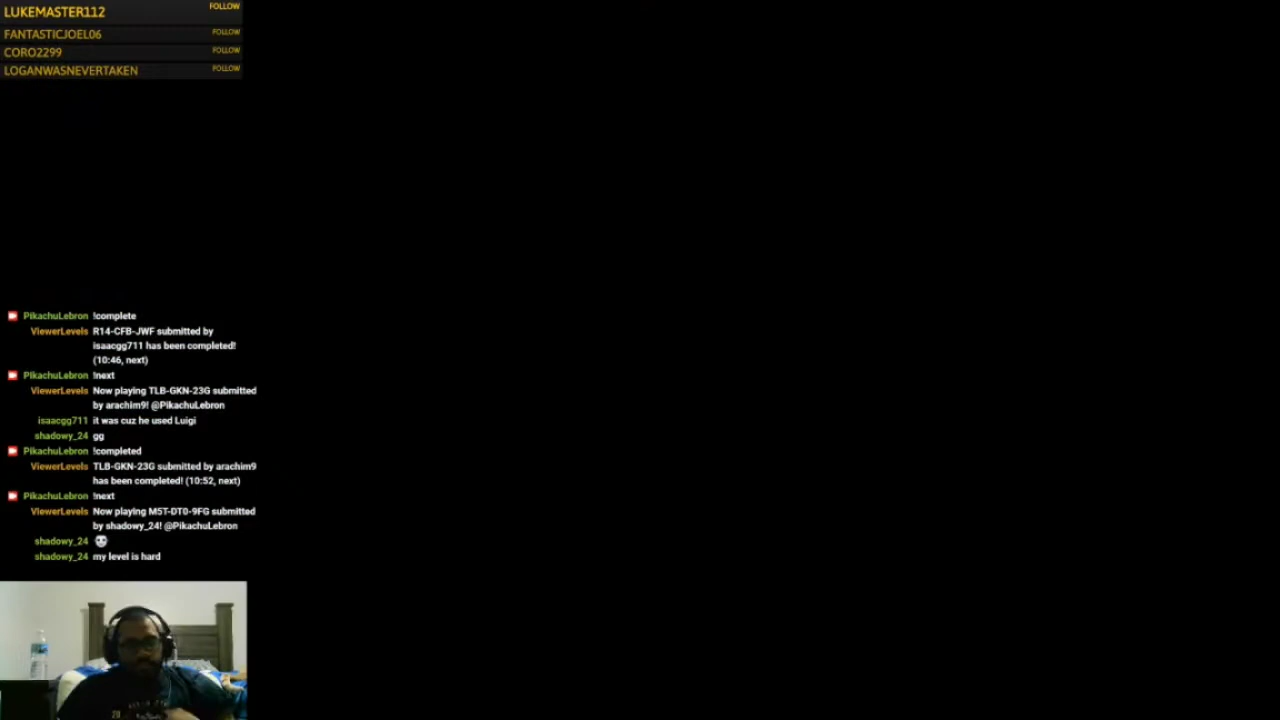 LUKEMASTER112 FOLLOW
FANTASTICJOEL06 FOLLOW
CORO2299 FOLLOW
LOGANWASNEVERTAKEN FOLLOW
PikachuLebron !complete
ViewerLevels R14-CFB-JWF submitted by
isaacgg711 has been completed!
(10:46, next)
PikachuLebron !next
ViewerLevels Now playing TLB-GKN-23G submitted
by arachim9! @PikachuLebron
isaacgg711 it was cuz he used Luigi
shadowy_24 gg
PikachuLebron !completed
ViewerLevels TLB-GKN-23G submitted by arachim9
has been completed! (10:52, next)
PikachuLebron !next
ViewerLevels Now playing M5T-DT0-9FG submitted
by shadowy_24! @PikachuLebron
shadowy_24
shadowy_24 my level is hard